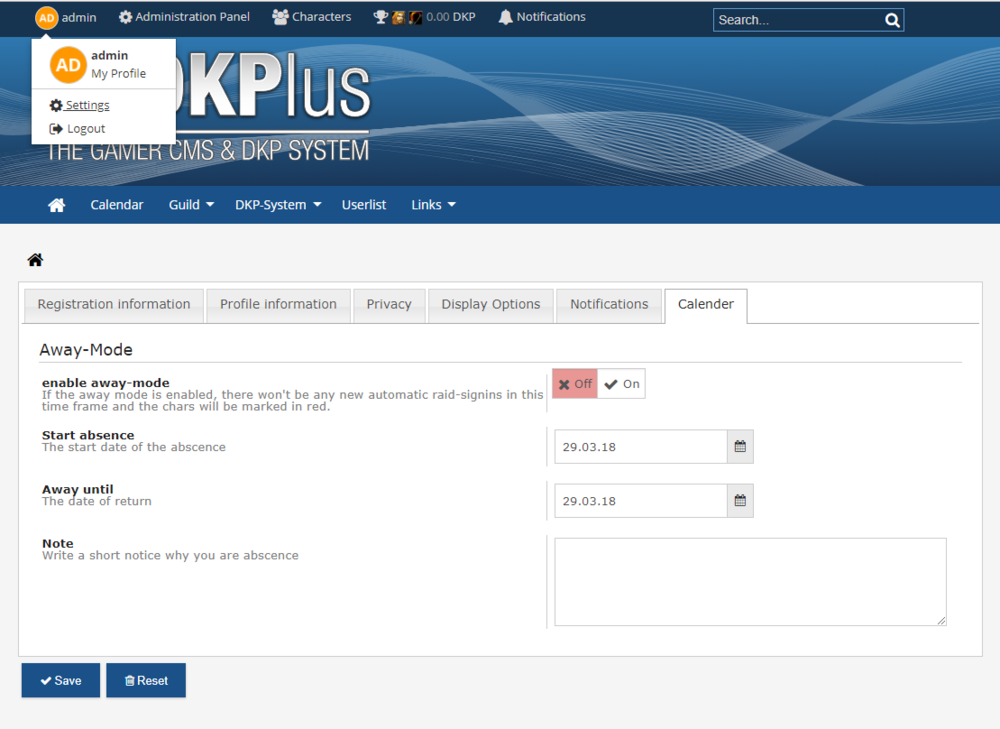 AD admin Administration Panel Characters 0.00 DKP Notifications Search...
AD admin
My Profile
Settings
Logout
DKPlus
THE GAMER CMS & DKP SYSTEM
Calendar Guild DKP-System Userlist Links
Registration information Profile information Privacy Display Options Notifications Calender
Away-Mode
enable away-mode
If the away mode is enabled, there won't be any new automatic raid-signins in this
time frame and the chars will be marked in red.
Off On
Start absence
The start date of the abscence
29.03.18
Away until
The date of return
29.03.18
Note
Write a short notice why you are abscence
Save Reset